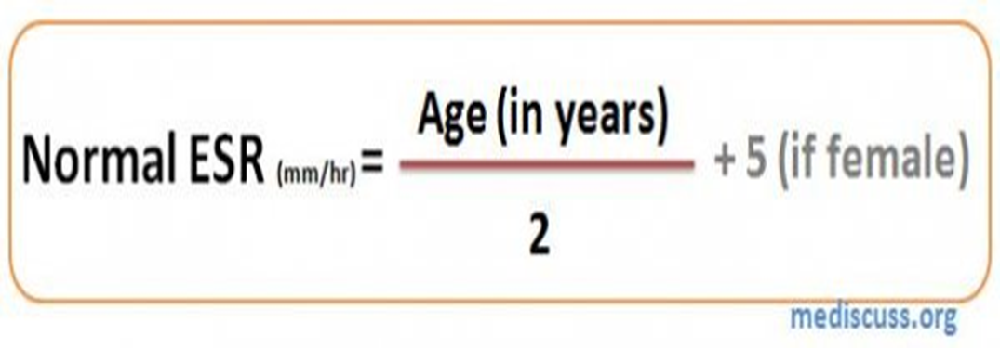 Normal ESR (mm/hr) = Age (in years) / 2 + 5 (if female)
mediscuss.org